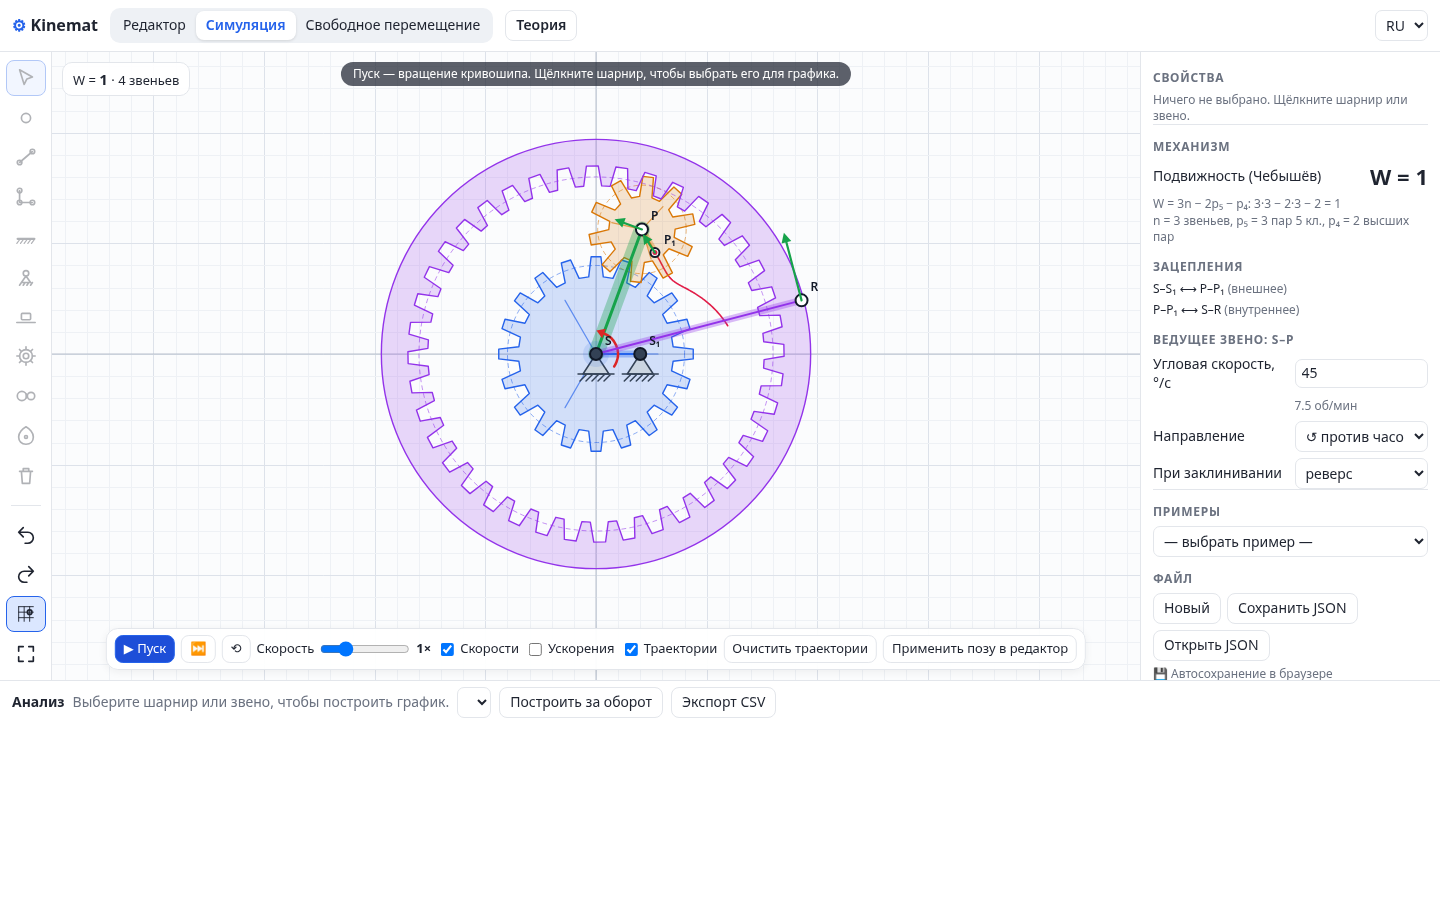 Kinemat
Редактор
Симуляция
Свободное перемещение
Теория
RU
W = 1 · 4 звеньев
Пуск — вращение кривошипа. Щёлкните шарнир, чтобы выбрать его для графика.
P
P₁
R
S
S₁
СВОЙСТВА
Ничего не выбрано. Щёлкните шарнир или
звено.
МЕХАНИЗМ
Подвижность (Чебышёв) W = 1
W = 3n − 2p₅ − p₄: 3·3 − 2·3 − 2 = 1
n = 3 звеньев, p₅ = 3 пар 5 кл., p₄ = 2 высших
пар
ЗАЦЕПЛЕНИЯ
S–S₁ ⟷ P–P₁ (внешнее)
P–P₁ ⟷ S–R (внутреннее)
ВЕДУЩЕЕ ЗВЕНО: S–P
Угловая скорость,
°/с
45
7.5 об/мин
Направление ↺ против часо
При заклинивании реверс
ПРИМЕРЫ
— выбрать пример —
ФАЙЛ
Новый
Сохранить JSON
Открыть JSON
💾 Автосохранение в браузере
▶ Пуск
Скорость 1×
Скорости
Ускорения
Траектории
Очистить траектории
Применить позу в редактор
Анализ Выберите шарнир или звено, чтобы построить график.
Построить за оборот
Экспорт CSV